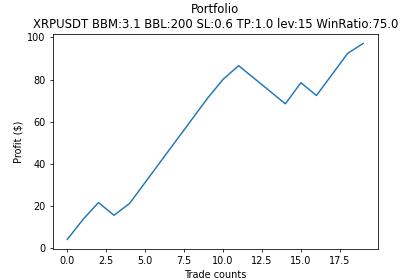 Portfolio
XRPUSDT BBM:3.1 BBL:200 SL:0.6 TP:1.0 lev:15 WinRatio:75.0
100
80
60
40
20
0
Profit ($)
0.0 2.5 5.0 7.5 10.0 12.5 15.0 17.5
Trade counts